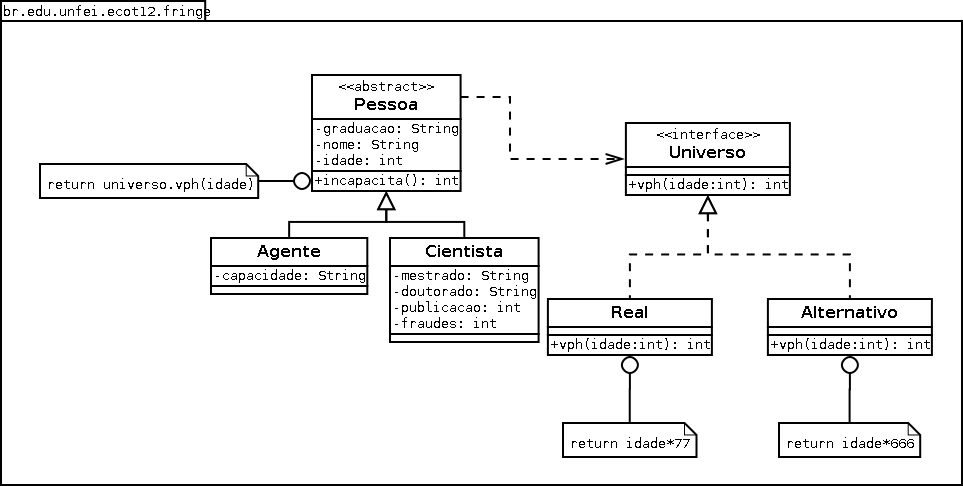 br.edu.unfei.ecot12.fringe
<<abstract>>
Pessoa
-graduacao: String
-nome: String
-idade: int
+incapacita(): int
return universo.vph(idade)
<<interface>>
Universo
+vph(idade:int): int
Agente
-capacidade: String
Cientista
-mestrado: String
-doutorado: String
-publicacao: int
-fraudes: int
Real
+vph(idade:int): int
Alternativo
+vph(idade:int): int
return idade*77
return idade*666